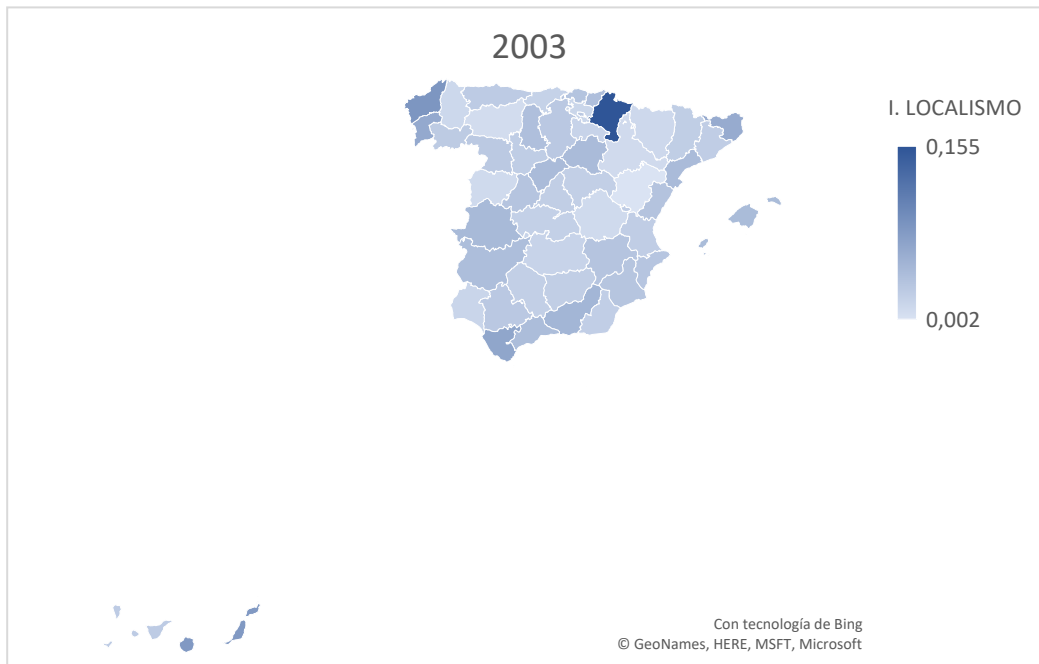 2003
I. LOCALISMO
0,155
0,002
Con tecnología de Bing
© GeoNames, HERE, MSFT, Microsoft